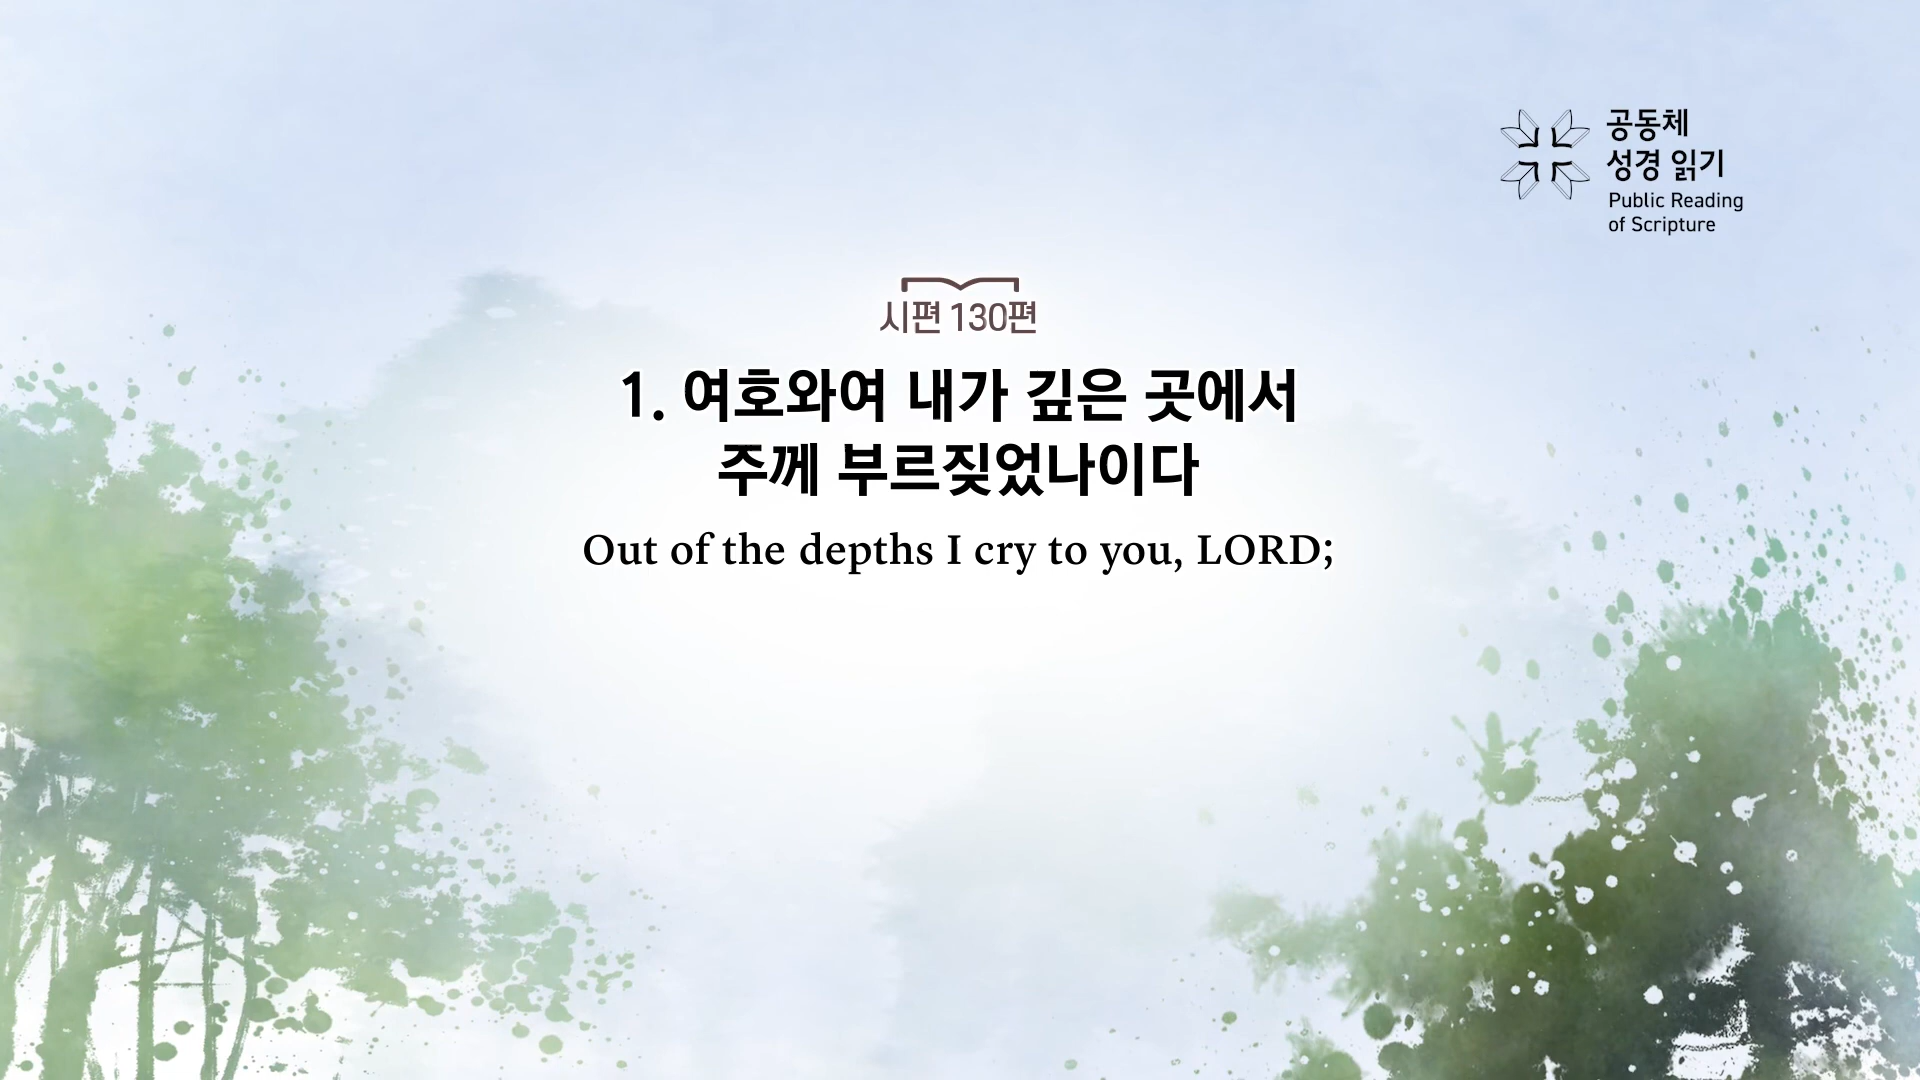 공동체
성경 읽기
Public Reading
of Scripture
시편 130편
1. 여호와여 내가 깊은 곳에서
주께 부르짖었나이다
Out of the depths I cry to you, LORD;